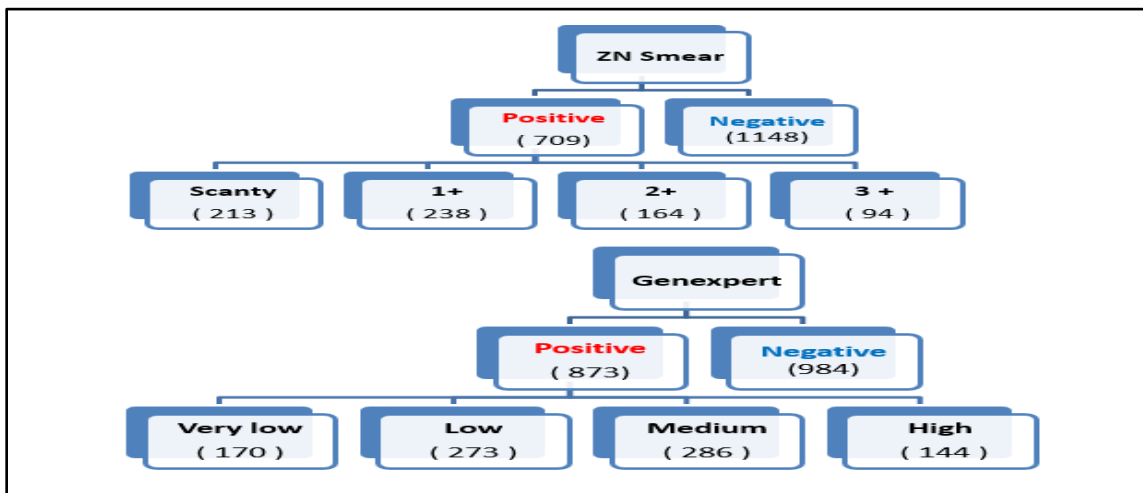 ZN Smear
Positive
( 709)
Negative
(1148)
Scanty
( 213 )
1+
( 238 )
2+
( 164 )
3 +
( 94 )
Genexpert
Positive
( 873)
Negative
(984)
Very low
( 170 )
Low
( 273 )
Medium
( 286 )
High
( 144 )